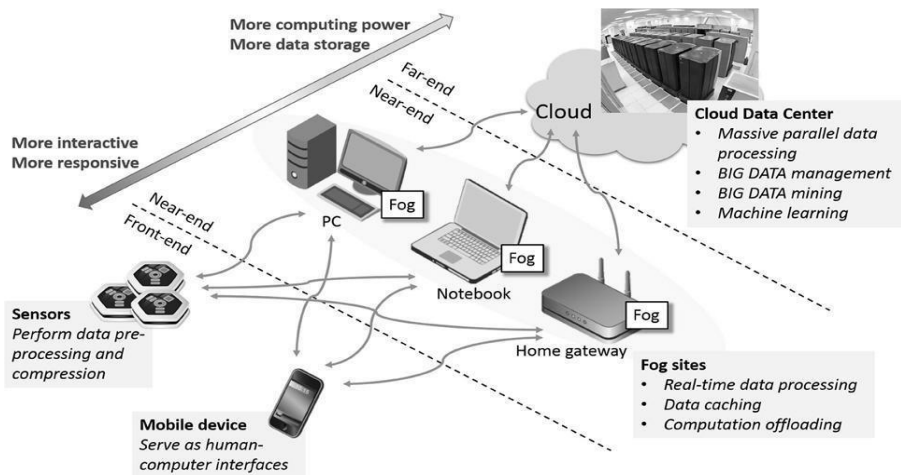 More computing power
More data storage
Far-end
Near-end
Cloud
Cloud Data Center
• Massive parallel data
processing
• BIG DATA management
• BIG DATA mining
• Machine learning
More interactive
More responsive
Near-end
Front-end
PC
Fog
Notebook
Fog
Home gateway
Fog
Sensors
Perform data pre-
processing and
compression
Mobile device
Serve as human-
computer interfaces
Fog sites
• Real-time data processing
• Data caching
• Computation offloading